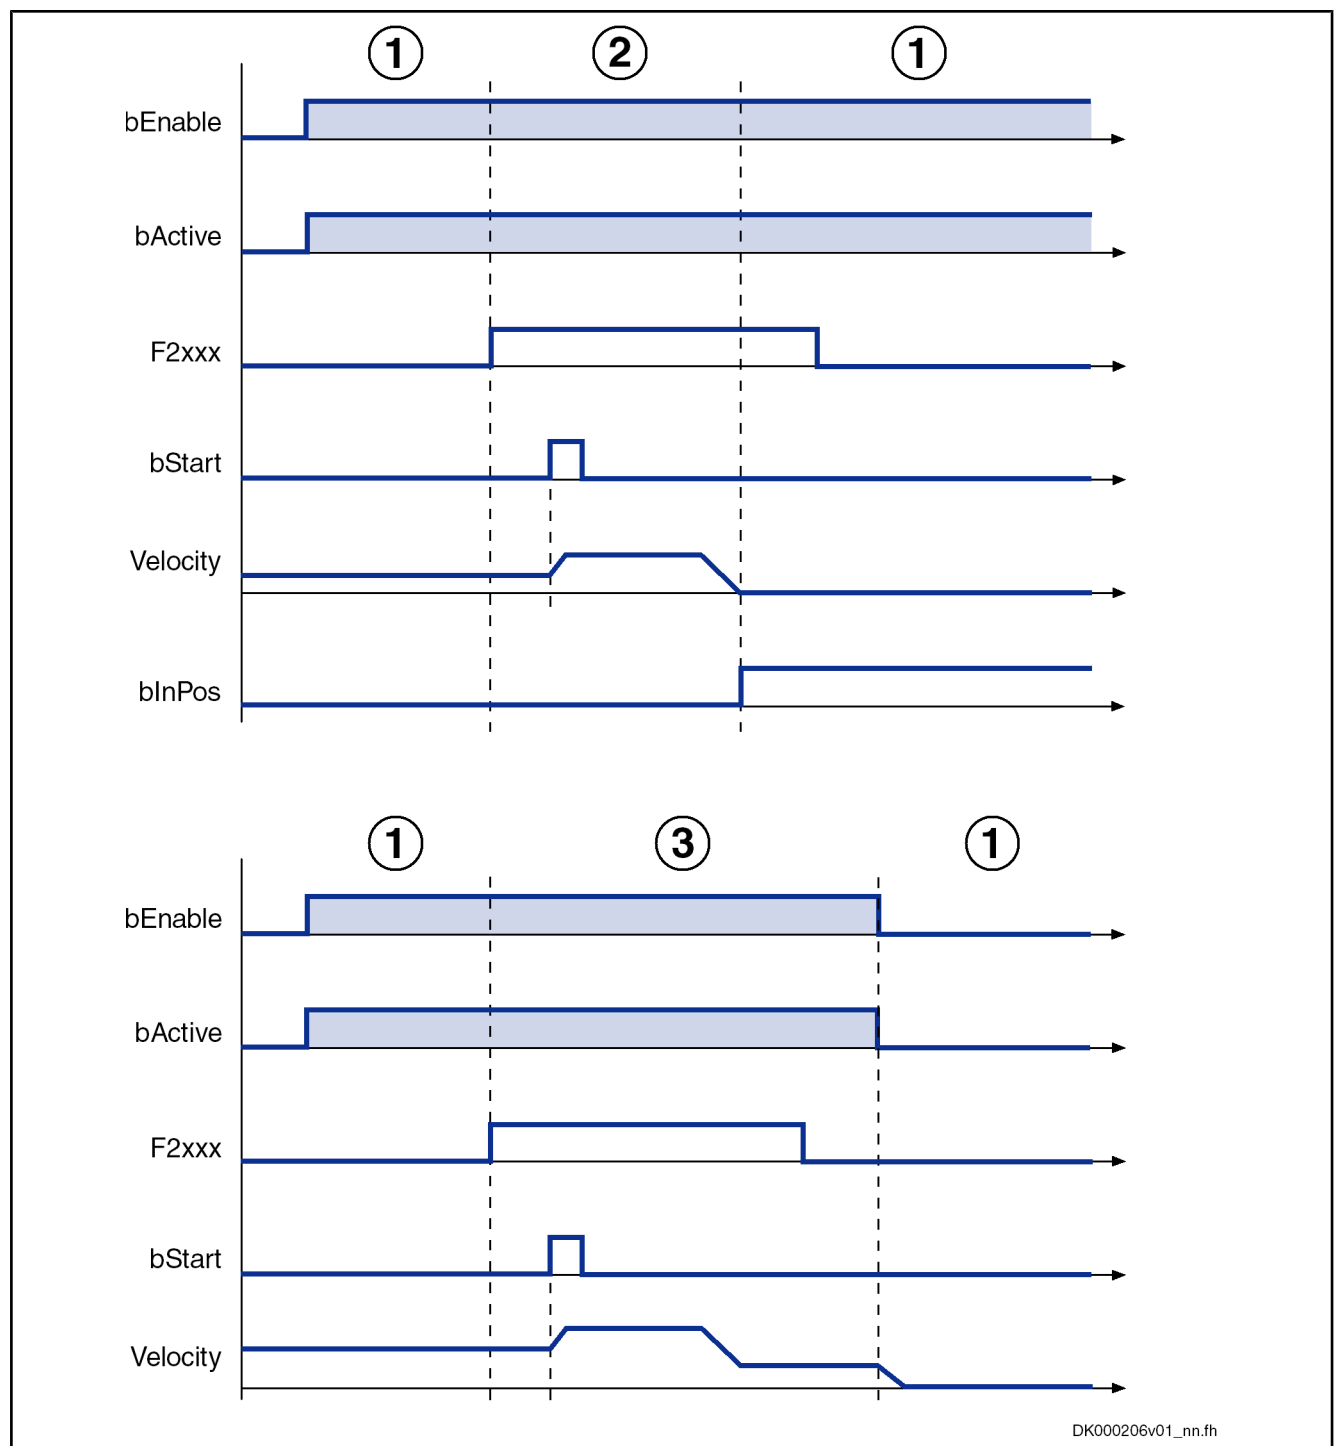 1 2 1
bEnable
bActive
F2xxx
bStart
Velocity
bInPos
1 3 1
bEnable
bActive
F2xxx
bStart
Velocity
DK000206v01_nn.fh